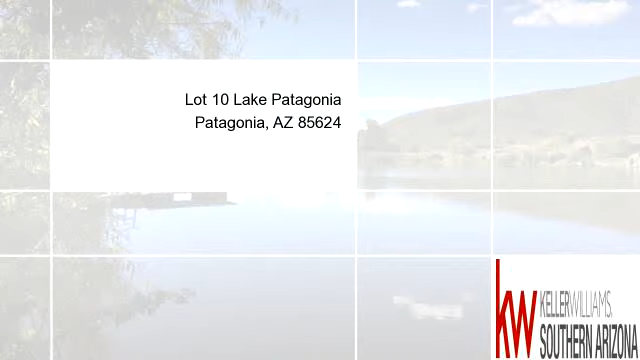 Lot 10 Lake Patagonia
Patagonia, AZ 85624
kw KELLERWILLIAMS.
SOUTHERN ARIZONA